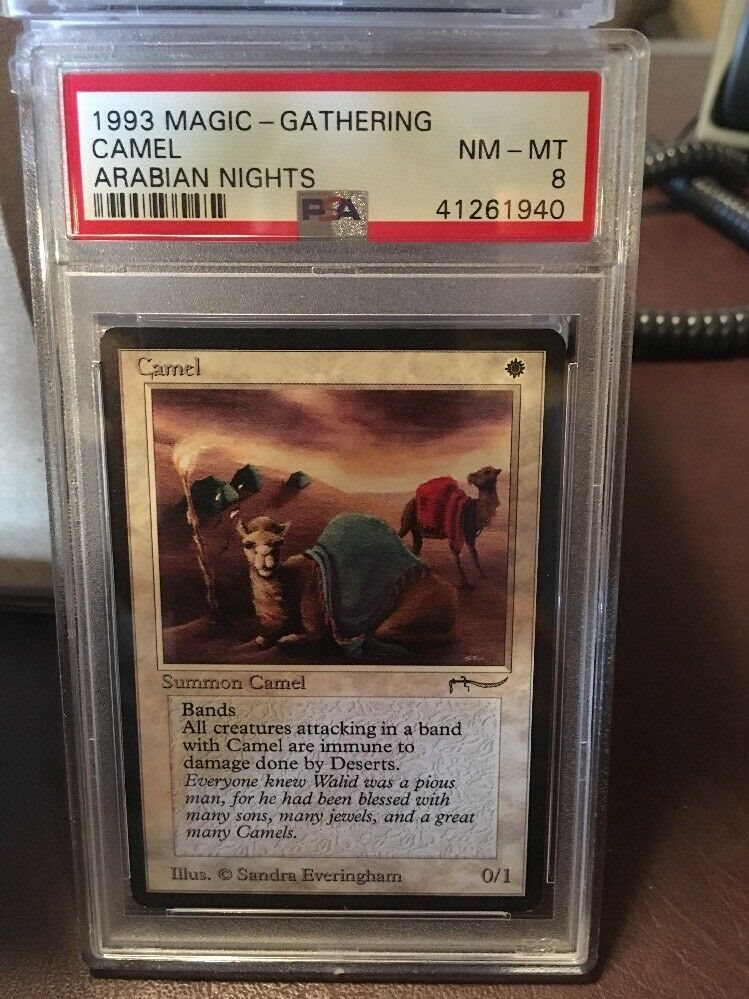 1993 MAGIC – GATHERING
CAMEL NM – MT
ARABIAN NIGHTS 8
PSA 41261940
Camel
Summon Camel
Bands
All creatures attacking in a band
with Camel are immune to
damage done by Deserts.
Everyone knew Walid was a pious
man, for he had been blessed with
many sons, many jewels, and a great
many Camels.
Illus. © Sandra Everingham 0/1